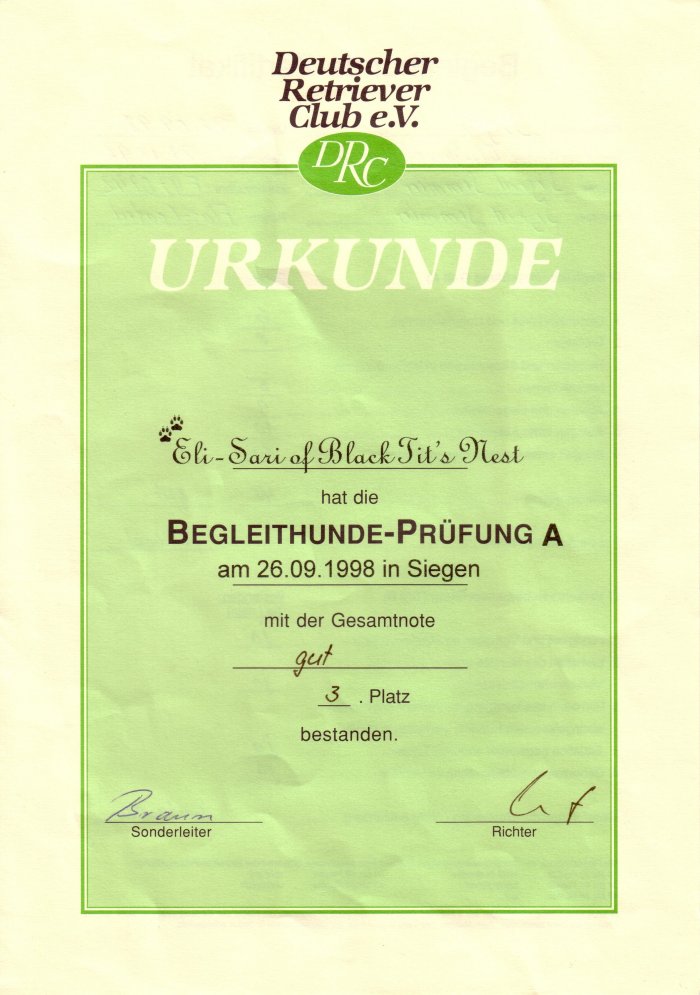 Deutscher
Retriever
Club e.V.
DRC
URKUNDE
Eli-Sari of Black Tit's Nest
hat die
BEGLEITHUNDE-PRÜFUNG A
am 26.09.1998 in Siegen
mit der Gesamtnote
gut
3 . Platz
bestanden.
Braun
Sonderleiter
Richter